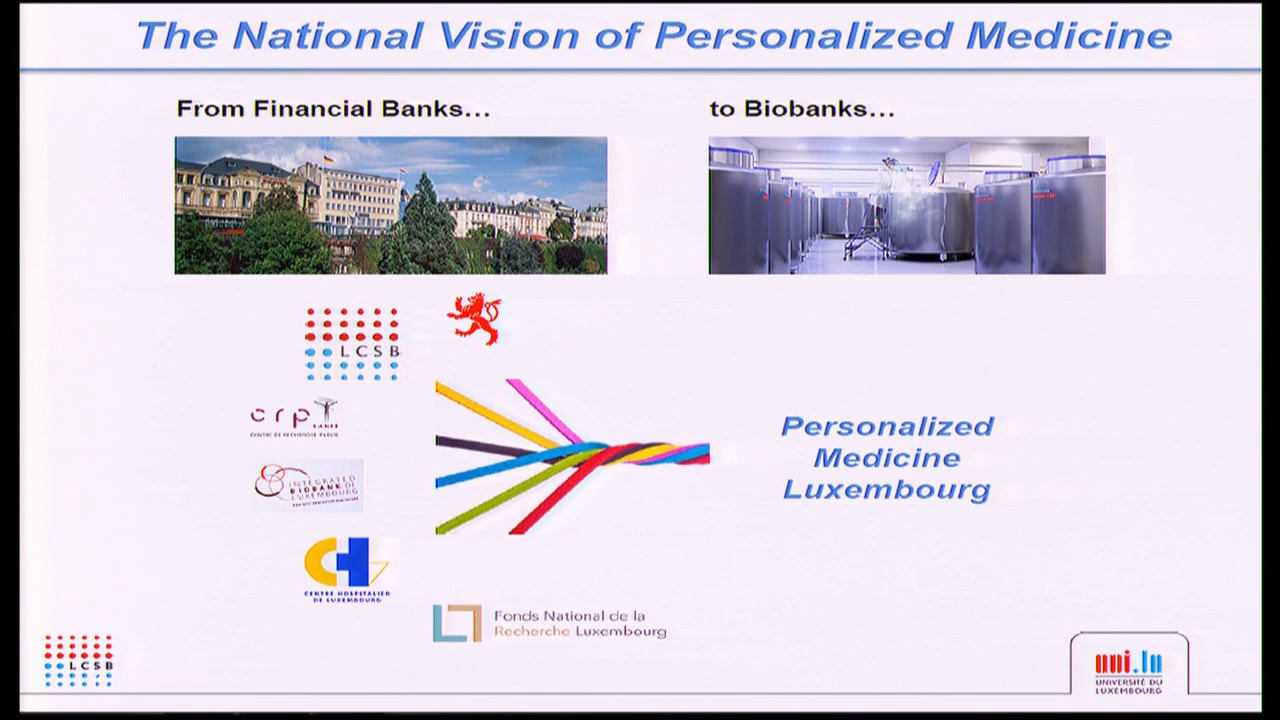 The National Vision of Personalized Medicine
From Financial Banks...
to Biobanks...
LCSB
crp
SANTÉ
CENTRE DE RECHERCHE PUBLIC
INTEGRATED
BIOBANK OF
LUXEMBOURG
Personalized
Medicine
Luxembourg
CENTRE HOSPITALIER
DE LUXEMBOURG
Fonds National de la
Recherche Luxembourg
LCSB
uni.lu
UNIVERSITÉ DU
LUXEMBOURG